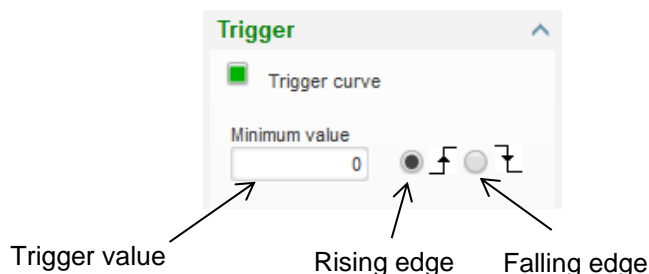 Trigger
Trigger curve
Minimum value
0
Trigger value
Rising edge
Falling edge